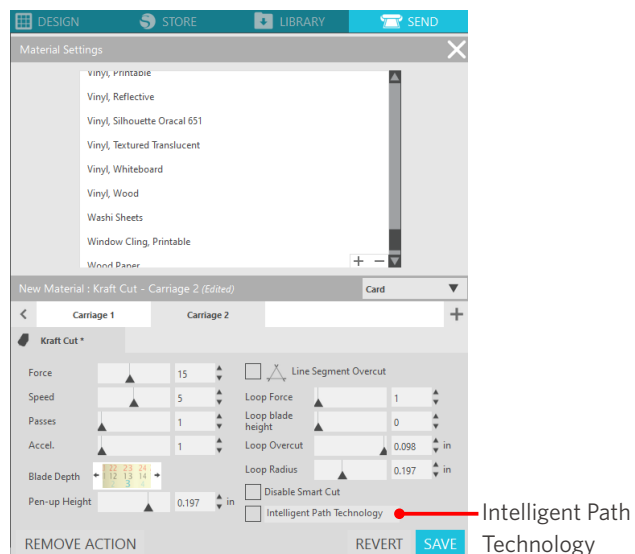 DESIGN STORE LIBRARY SEND
Material Settings
Vinyl, Printable
Vinyl, Reflective
Vinyl, Silhouette Oracal 651
Vinyl, Textured Translucent
Vinyl, Whiteboard
Vinyl, Wood
Washi Sheets
Window Cling, Printable
Wood Paper
+ −
New Material : Kraft Cut - Carriage 2 (Edited) Card
Carriage 1 Carriage 2 +
Kraft Cut *
Force 15 Line Segment Overcut
Speed 5 Loop Force 1
Passes 1 Loop blade height 0
Accel. 1 Loop Overcut 0.098 in
Blade Depth Loop Radius 0.197 in
Disable Smart Cut
Pen-up Height 0.197 in
Intelligent Path Technology
REMOVE ACTION REVERT SAVE
Intelligent Path
Technology